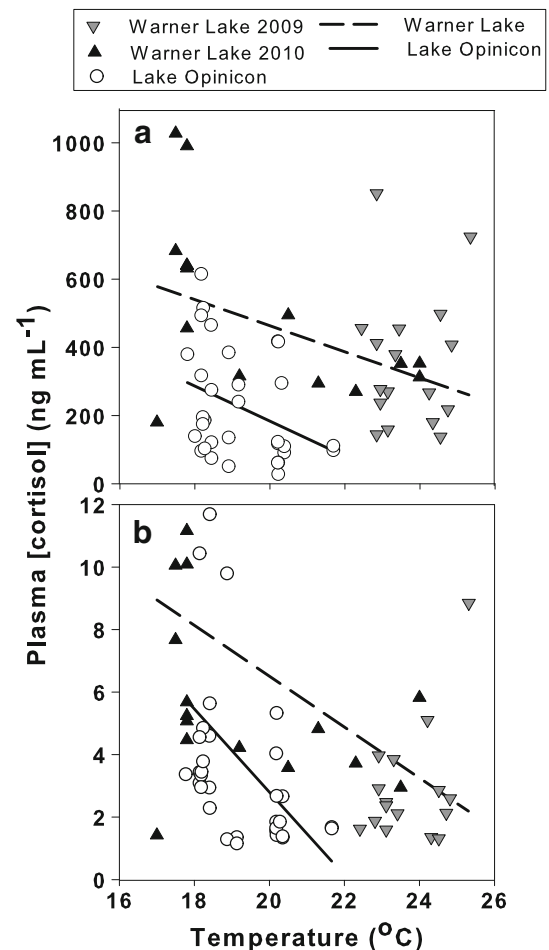 Warner Lake 2009
Warner Lake
Warner Lake 2010
Lake Opinicon
Lake Opinicon
a
1000
800
600
400
200
0
Plasma [cortisol] (ng mL-1)
b
12
10
8
6
4
2
0
16 18 20 22 24 26
Temperature (oC)